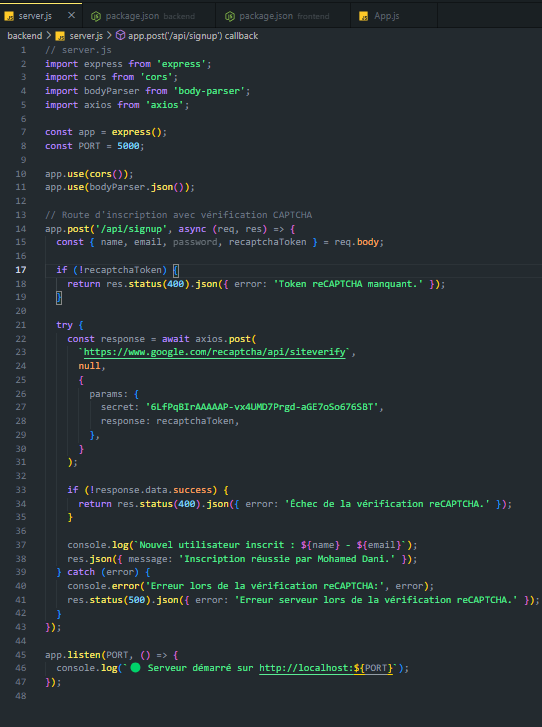 server.js package.json backend package.json frontend App.js
backend > server.js > app.post('/api/signup') callback
1 // server.js
2 import express from 'express';
3 import cors from 'cors';
4 import bodyParser from 'body-parser';
5 import axios from 'axios';
6
7 const app = express();
8 const PORT = 5000;
9
10 app.use(cors());
11 app.use(bodyParser.json());
12
13 // Route d'inscription avec vérification CAPTCHA
14 app.post('/api/signup', async (req, res) => {
15 const { name, email, password, recaptchaToken } = req.body;
16
17 if (!recaptchaToken) {
18 return res.status(400).json({ error: 'Token reCAPTCHA manquant.' });
19 }
20
21 try {
22 const response = await axios.post(
23 `https://www.google.com/recaptcha/api/siteverify`,
24 null,
25 {
26 params: {
27 secret: '6LfPqBIrAAAAAP-vx4UMD7Prgd-aGE7oSo676SBT',
28 response: recaptchaToken,
29 },
30 }
31 );
32
33 if (!response.data.success) {
34 return res.status(400).json({ error: 'Échec de la vérification reCAPTCHA.' });
35 }
36
37 console.log(`Nouvel utilisateur inscrit : ${name} - ${email}`);
38 res.json({ message: 'Inscription réussie par Mohamed Dani.' });
39 } catch (error) {
40 console.error('Erreur lors de la vérification reCAPTCHA:', error);
41 res.status(500).json({ error: 'Erreur serveur lors de la vérification reCAPTCHA.' });
42 }
43 });
44
45 app.listen(PORT, () => {
46 console.log(`🟢 Serveur démarré sur http://localhost:${PORT}`);
47 });
48